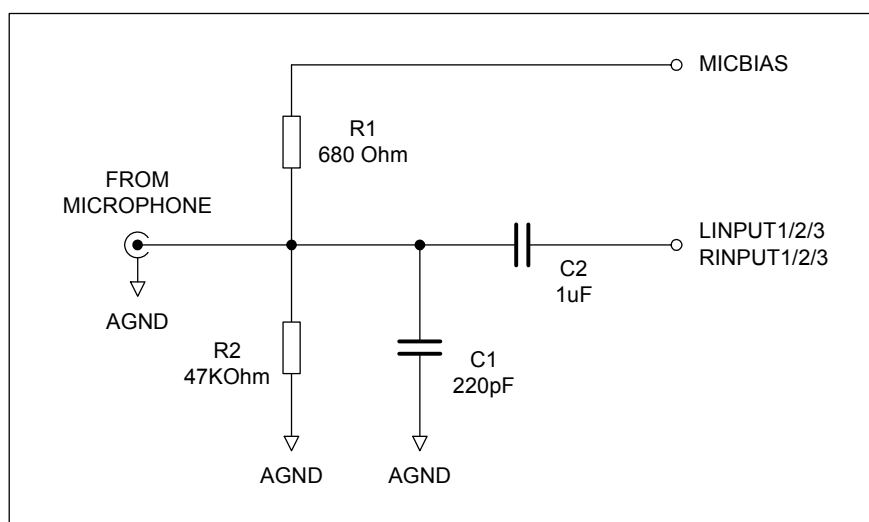 MICBIAS
R1
680 Ohm
FROM
MICROPHONE
LINPUT1/2/3
RINPUT1/2/3
C2
1uF
AGND
R2
47KOhm
C1
220pF
AGND
AGND